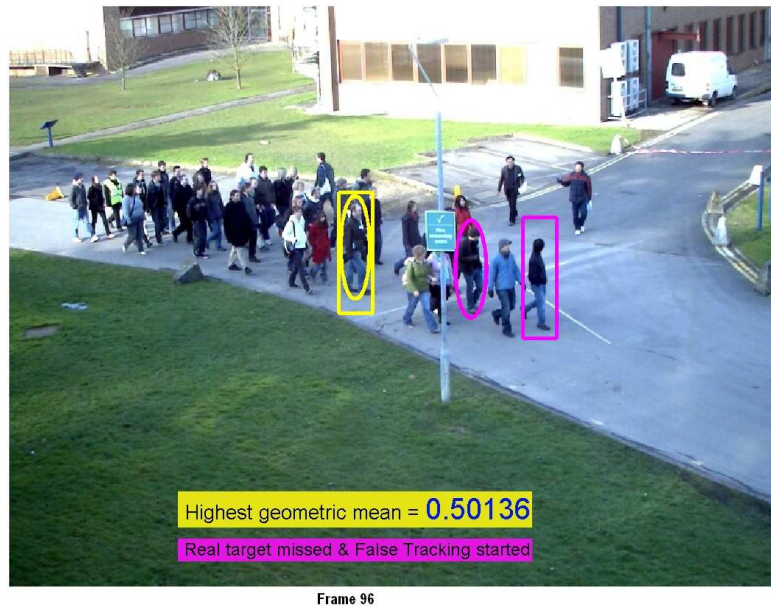 Highest geometric mean = 0.50136
Real target missed & False Tracking started
Frame 96